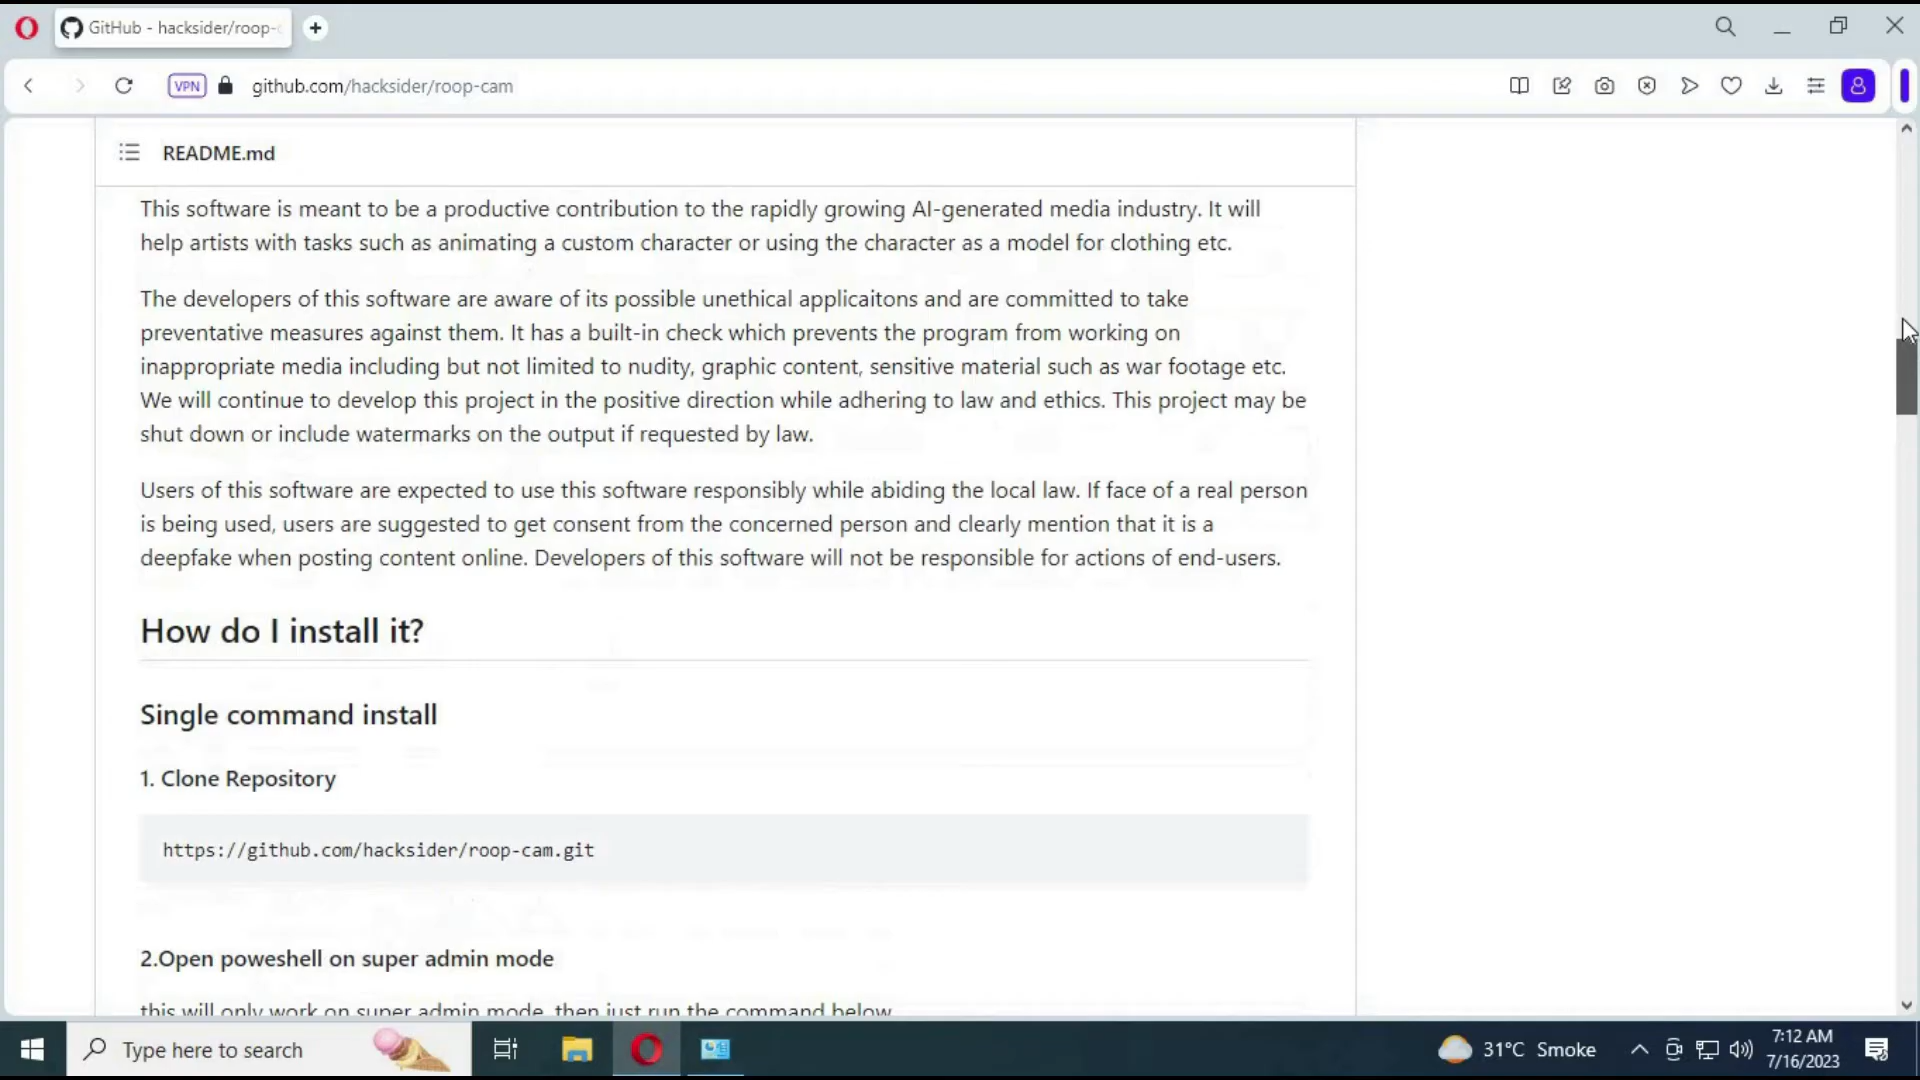 GitHub - hacksider/roop-
VPN
github.com/hacksider/roop-cam
README.md
This software is meant to be a productive contribution to the rapidly growing AI-generated media industry. It will
help artists with tasks such as animating a custom character or using the character as a model for clothing etc.
The developers of this software are aware of its possible unethical applicaitons and are committed to take
preventative measures against them. It has a built-in check which prevents the program from working on
inappropriate media including but not limited to nudity, graphic content, sensitive material such as war footage etc.
We will continue to develop this project in the positive direction while adhering to law and ethics. This project may be
shut down or include watermarks on the output if requested by law.
Users of this software are expected to use this software responsibly while abiding the local law. If face of a real person
is being used, users are suggested to get consent from the concerned person and clearly mention that it is a
deepfake when posting content online. Developers of this software will not be responsible for actions of end-users.
How do I install it?
Single command install
1. Clone Repository
https://github.com/hacksider/roop-cam.git
2.Open poweshell on super admin mode
this will only work on super admin mode, then just run the command below
Type here to search
31°C Smoke
7:12 AM
7/16/2023